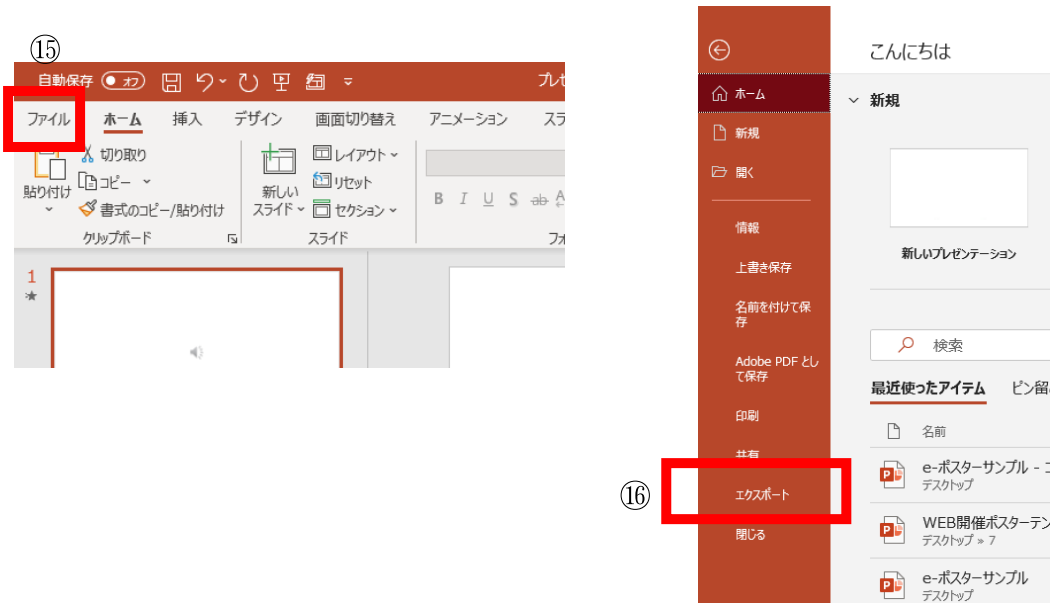 ⑮
自動保存 オフ
プレゼ
ファイル ホーム 挿入 デザイン 画面切り替え アニメーション スラ
貼り付け
切り取り
コピー
書式のコピー/貼り付け
クリップボード
新しい
スライド
レイアウト
リセット
セクション
スライド
B I U S ab
フォ
1
⑯
こんにちは
ホーム
新規
開く
情報
上書き保存
名前を付けて保
存
Adobe PDF とし
て保存
印刷
共有
エクスポート
閉じる
新規
新しいプレゼンテーション
検索
最近使ったアイテム ピン留
名前
e-ポスターサンプル - コ
デスクトップ
WEB開催ポスターテン
デスクトップ » 7
e-ポスターサンプル
デスクトップ